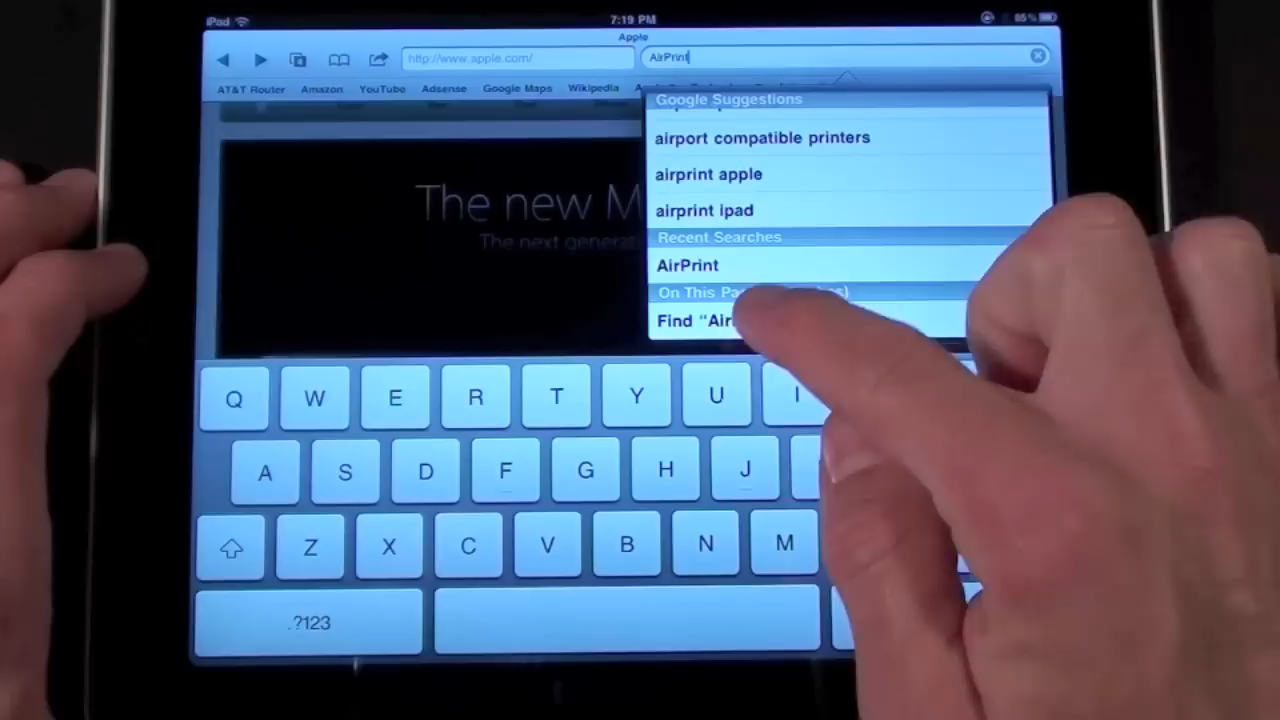 iPad 7:19 PM 85%
Apple
http://www.apple.com/ AirPrint
AT&T Router Amazon YouTube Adsense Google Maps Wikipedia
Google Suggestions
airport compatible printers
airprint apple
The new M
airprint ipad
The next generati
Recent Searches
AirPrint
On This Pa
Find “Air
Q W E R T Y U I
A S D F G H J
Z X C V B N M
.?123